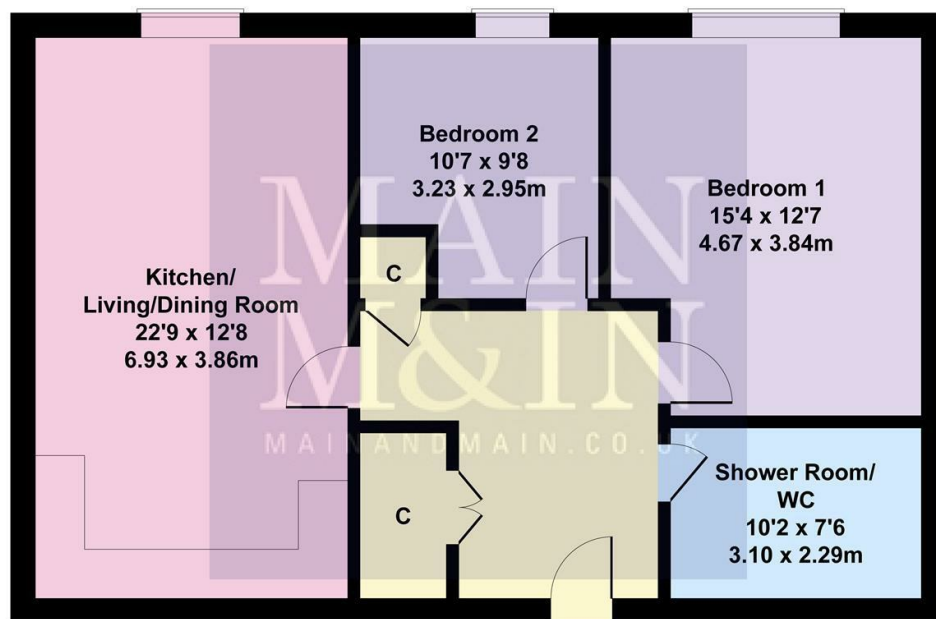 Bedroom 2
10'7 x 9'8
3.23 x 2.95m
Bedroom 1
15'4 x 12'7
4.67 x 3.84m
C
Kitchen/
Living/Dining Room
22'9 x 12'8
6.93 x 3.86m
MAIN
M&IN
MAINANDMAIN.CO.UK
C
Shower Room/
WC
10'2 x 7'6
3.10 x 2.29m